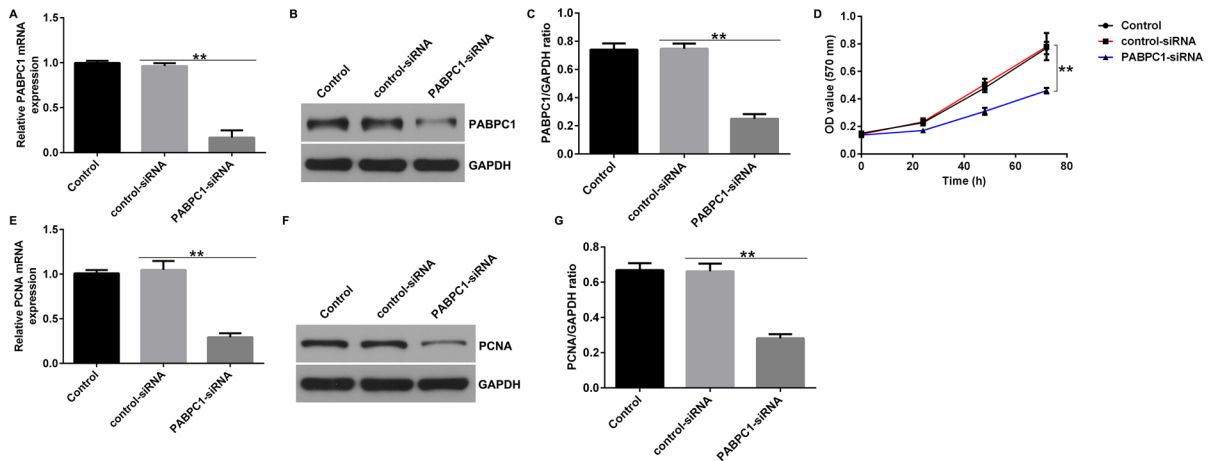 A
Relative PABPC1 mRNA
expression
1.5
1.0
0.5
0.0
**
Control
control-siRNA
PABPC1-siRNA
B
Control
control-siRNA
PABPC1-siRNA
PABPC1
GAPDH
C
PABPC1/GAPDH ratio
1.0
0.8
0.6
0.4
0.2
0.0
**
Control
control-siRNA
PABPC1-siRNA
D
OD value (570 nm)
1.0
0.8
0.6
0.4
0.2
0.0
0
20
40
60
80
Time (h)
**
Control
control-siRNA
PABPC1-siRNA
E
Relative PCNA mRNA
expression
1.5
1.0
0.5
0.0
**
Control
control-siRNA
PABPC1-siRNA
F
Control
control-siRNA
PABPC1-siRNA
PCNA
GAPDH
G
PCNA/GAPDH ratio
0.8
0.6
0.4
0.2
0.0
**
Control
control-siRNA
PABPC1-siRNA